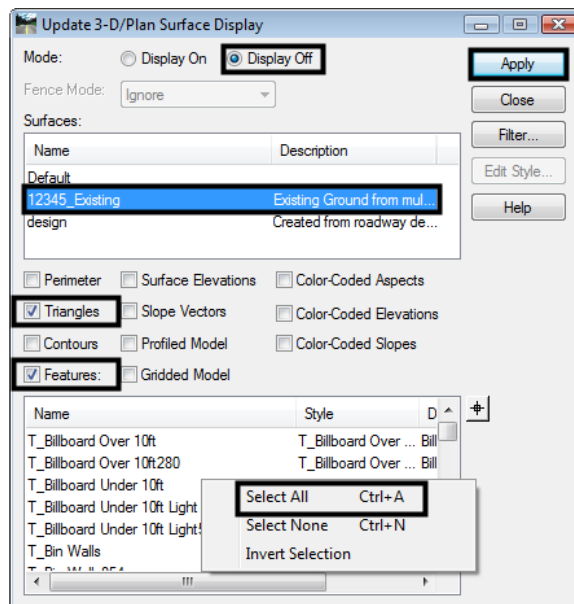 Update 3-D/Plan Surface Display
Mode: Display On Display Off Apply
Fence Mode: Ignore Close
Surfaces: Filter...
Name Description
Default Edit Style...
12345_Existing Existing Ground from mul...
design Created from roadway de... Help
Perimeter Surface Elevations Color-Coded Aspects
Triangles Slope Vectors Color-Coded Elevations
Contours Profiled Model Color-Coded Slopes
Features: Gridded Model
Name Style D
T_Billboard Over 10ft T_Billboard Over ... Bill
T_Billboard Over 10ft280 T_Billboard Over ... Bill
T_Billboard Under 10ft
T_Billboard Under 10ft Light
T_Billboard Under 10ft Light
T_Bin Walls
Select All Ctrl+A
Select None Ctrl+N
Invert Selection